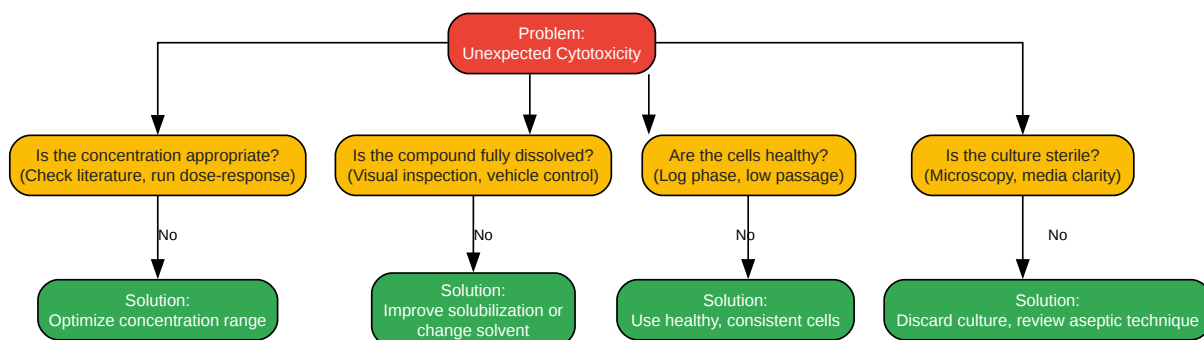 Problem:
Unexpected Cytotoxicity
Is the concentration appropriate?
(Check literature, run dose-response)
Is the compound fully dissolved?
(Visual inspection, vehicle control)
Are the cells healthy?
(Log phase, low passage)
Is the culture sterile?
(Microscopy, media clarity)
No
No
No
No
Solution:
Optimize concentration range
Solution:
Improve solubilization or
change solvent
Solution:
Use healthy, consistent cells
Solution:
Discard culture, review aseptic technique